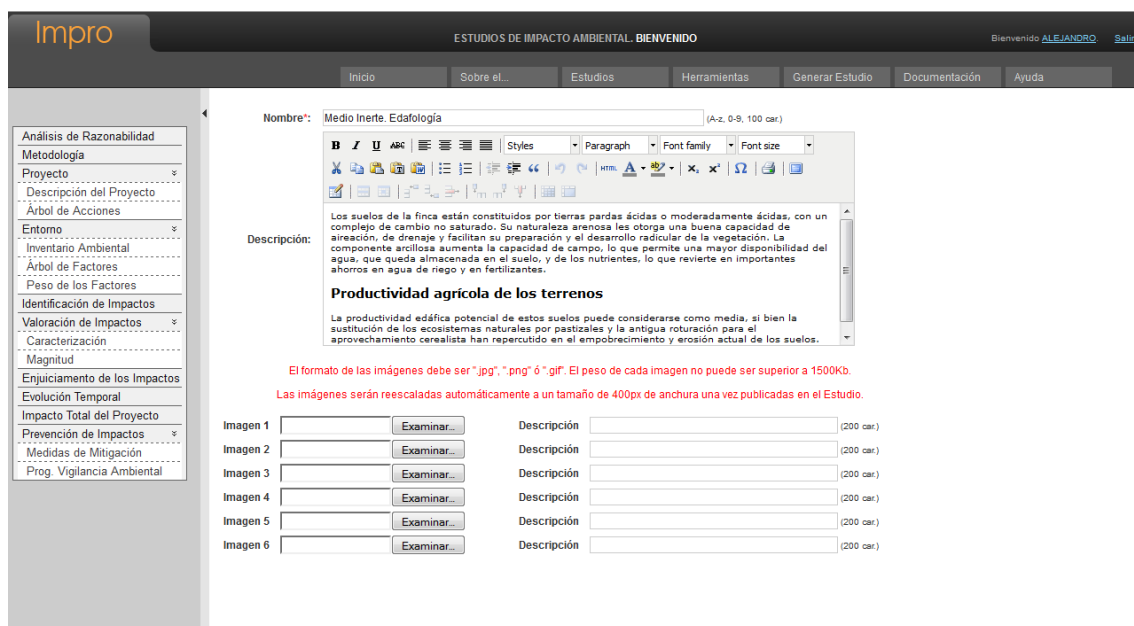 Impro
ESTUDIOS DE IMPACTO AMBIENTAL. BIENVENIDO
Bienvenido ALEJANDRO. Salir
Inicio
Sobre el...
Estudios
Herramientas
Generar Estudio
Documentación
Ayuda
Análisis de Razonabilidad
Metodología
Proyecto
Descripción del Proyecto
Árbol de Acciones
Entorno
Inventario Ambiental
Árbol de Factores
Peso de los Factores
Identificación de Impactos
Valoración de Impactos
Caracterización
Magnitud
Enjuiciamento de los Impactos
Evolución Temporal
Impacto Total del Proyecto
Prevención de Impactos
Medidas de Mitigación
Prog. Vigilancia Ambiental
Nombre*: Medio Inerte. Edafología (A-z, 0-9, 100 car.)
B I U ABC Styles Paragraph Font family Font size
HTML A ab x₂ x² Ω
Descripción:
Los suelos de la finca están constituidos por tierras pardas ácidas o moderadamente ácidas, con un
complejo de cambio no saturado. Su naturaleza arenosa les otorga una buena capacidad de
aireación, de drenaje y facilitan su preparación y el desarrollo radicular de la vegetación. La
componente arcillosa aumenta la capacidad de campo, lo que permite una mayor disponibilidad del
agua, que queda almacenada en el suelo, y de los nutrientes, lo que revierte en importantes
ahorros en agua de riego y en fertilizantes.
Productividad agrícola de los terrenos
La productividad edáfica potencial de estos suelos puede considerarse como media, si bien la
sustitución de los ecosistemas naturales por pastizales y la antigua roturación para el
aprovechamiento cerealista han repercutido en el empobrecimiento y erosión actual de los suelos.
El formato de las imágenes debe ser ".jpg", ".png" ó ".gif". El peso de cada imagen no puede ser superior a 1500Kb.
Las imágenes serán reescaladas automáticamente a un tamaño de 400px de anchura una vez publicadas en el Estudio.
Imagen 1 Examinar... Descripción (200 car.)
Imagen 2 Examinar... Descripción (200 car.)
Imagen 3 Examinar... Descripción (200 car.)
Imagen 4 Examinar... Descripción (200 car.)
Imagen 5 Examinar... Descripción (200 car.)
Imagen 6 Examinar... Descripción (200 car.)